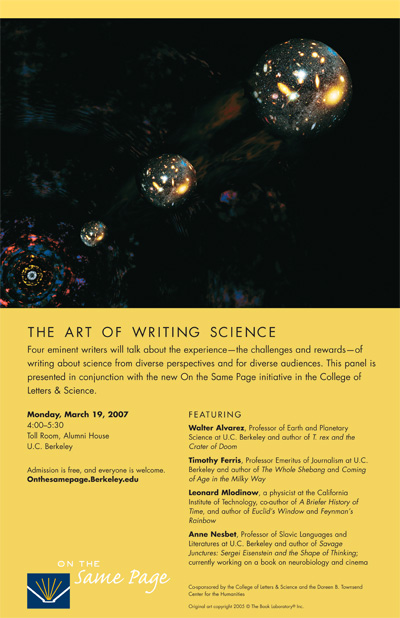 THE ART OF WRITING SCIENCE
Four eminent writers will talk about the experience—the challenges and rewards—of
writing about science from diverse perspectives and for diverse audiences. This panel is
presented in conjunction with the new On the Same Page initiative in the College of
Letters & Science.
Monday, March 19, 2007
4:00–5:30
Toll Room, Alumni House
U.C. Berkeley
Admission is free, and everyone is welcome.
Onthesamepage.Berkeley.edu
FEATURING
Walter Alvarez, Professor of Earth and Planetary
Science at U.C. Berkeley and author of T. rex and the
Crater of Doom
Timothy Ferris, Professor Emeritus of Journalism at U.C.
Berkeley and author of The Whole Shebang and Coming
of Age in the Milky Way
Leonard Mlodinow, a physicist at the California
Institute of Technology, co-author of A Briefer History of
Time, and author of Euclid's Window and Feynman's
Rainbow
Anne Nesbet, Professor of Slavic Languages and
Literatures at U.C. Berkeley and author of Savage
Junctures: Sergei Eisenstein and the Shape of Thinking;
currently working on a book on neurobiology and cinema
ON THE
Same Page
Co-sponsored by the College of Letters & Science and the Doreen B. Townsend
Center for the Humanities
Original art copyright 2005 © The Book Laboratory® Inc.